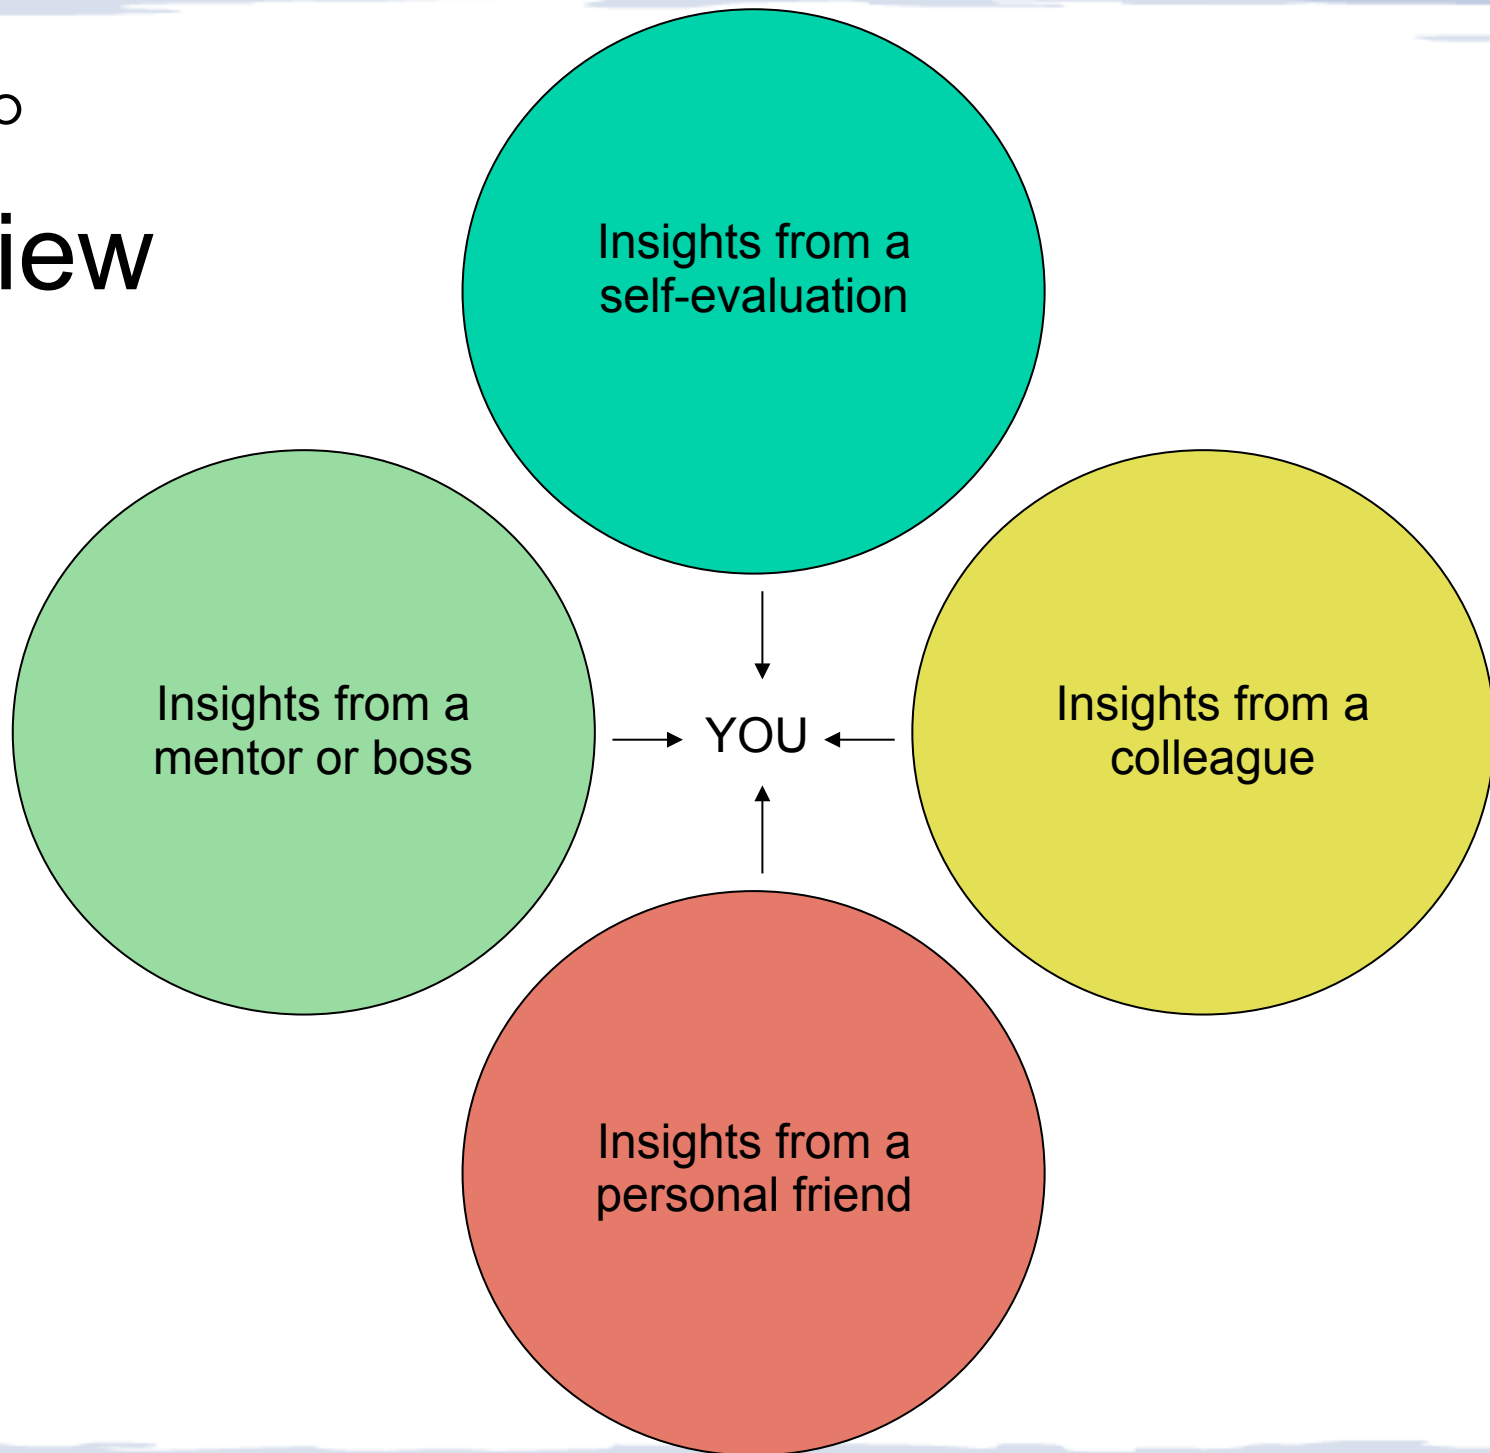 °
iew
Insights from a
self-evaluation
Insights from a
mentor or boss
YOU
Insights from a
colleague
Insights from a
personal friend